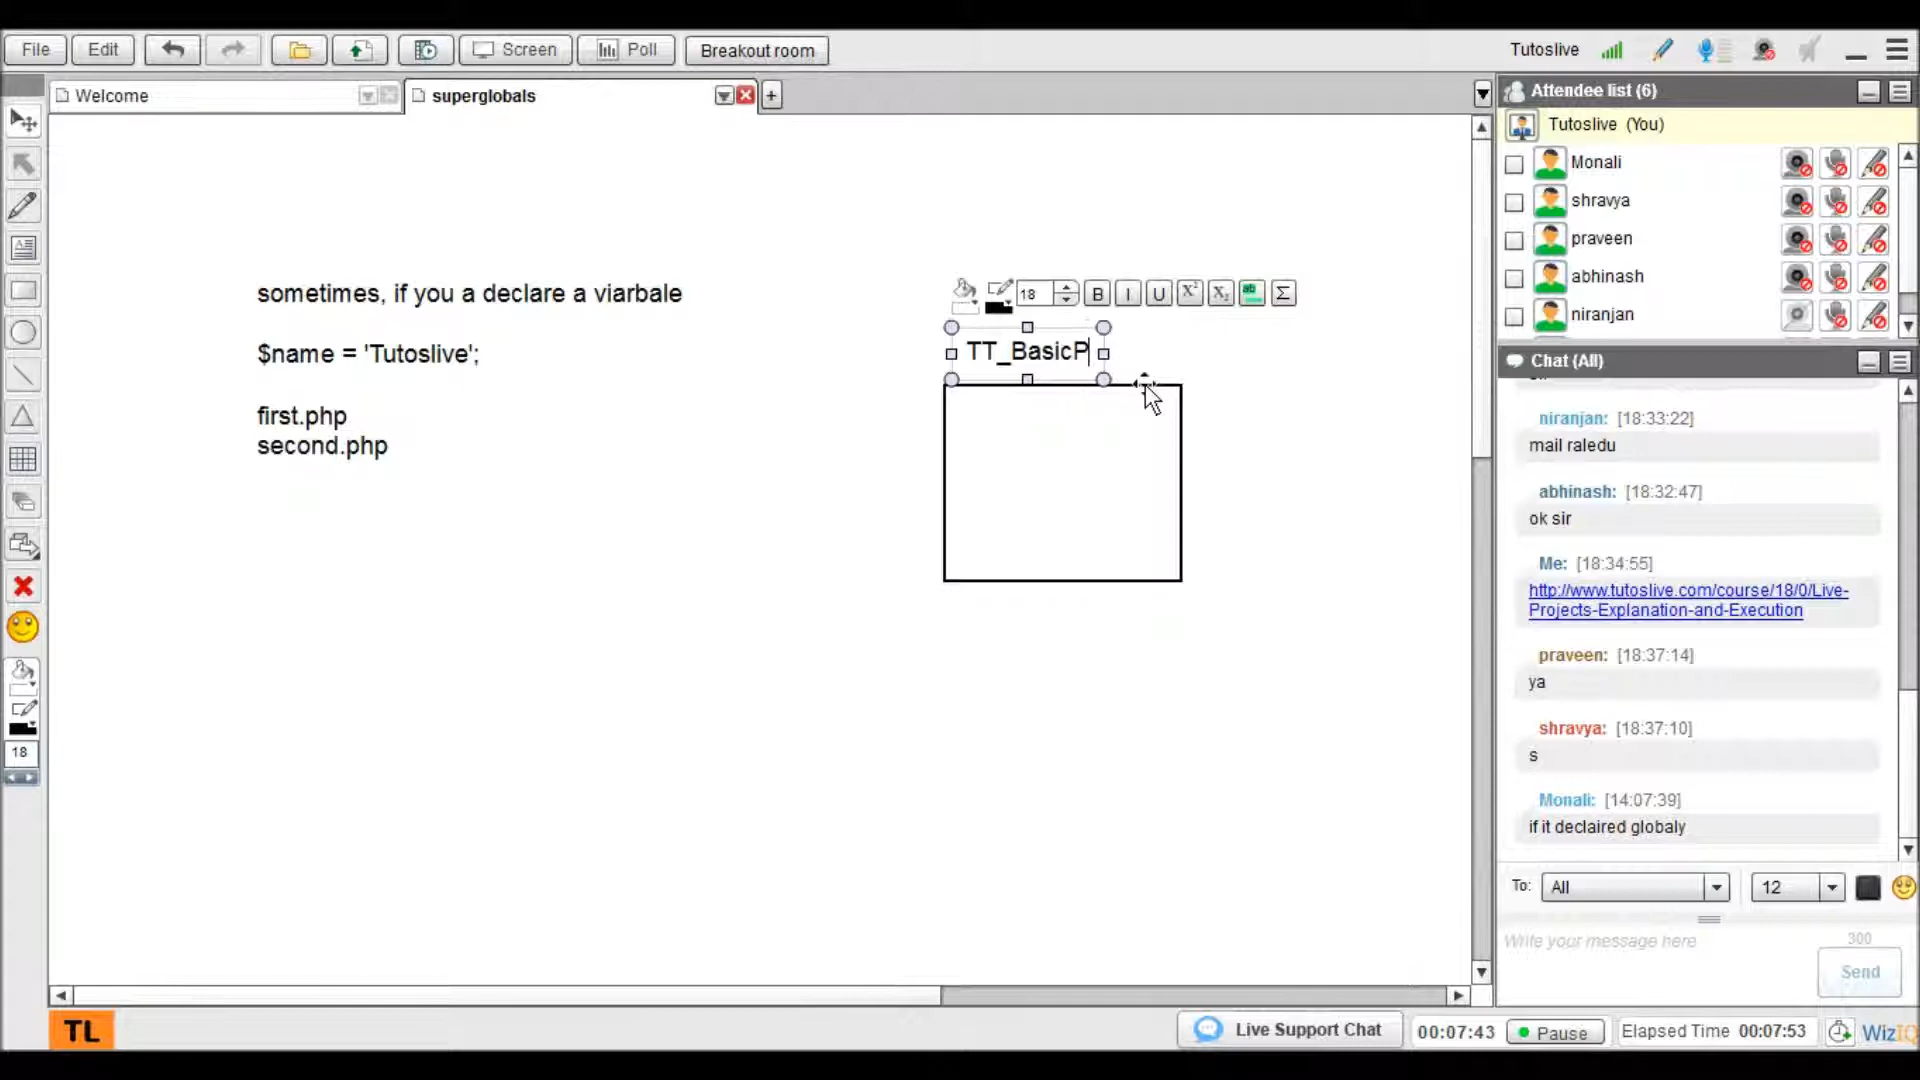 File Edit Screen Poll Breakout room Tutoslive
Welcome superglobals +
Attendee list (6)
Tutoslive (You)
Monali
shravya
praveen
abhinash
niranjan
sometimes, if you a declare a viarbale
$name = 'Tutoslive';
first.php
second.php
18 B I U X² X₂ ab Σ
TT_BasicP
18
Chat (All)
niranjan: [18:33:22]
mail raledu
abhinash: [18:32:47]
ok sir
Me: [18:34:55]
http://www.tutoslive.com/course/18/0/Live-
Projects-Explanation-and-Execution
praveen: [18:37:14]
ya
shravya: [18:37:10]
s
Monali: [14:07:39]
if it declaired globaly
To: All 12
Write your message here 300
Send
TL Live Support Chat 00:07:43 Pause Elapsed Time 00:07:53 WizIQ